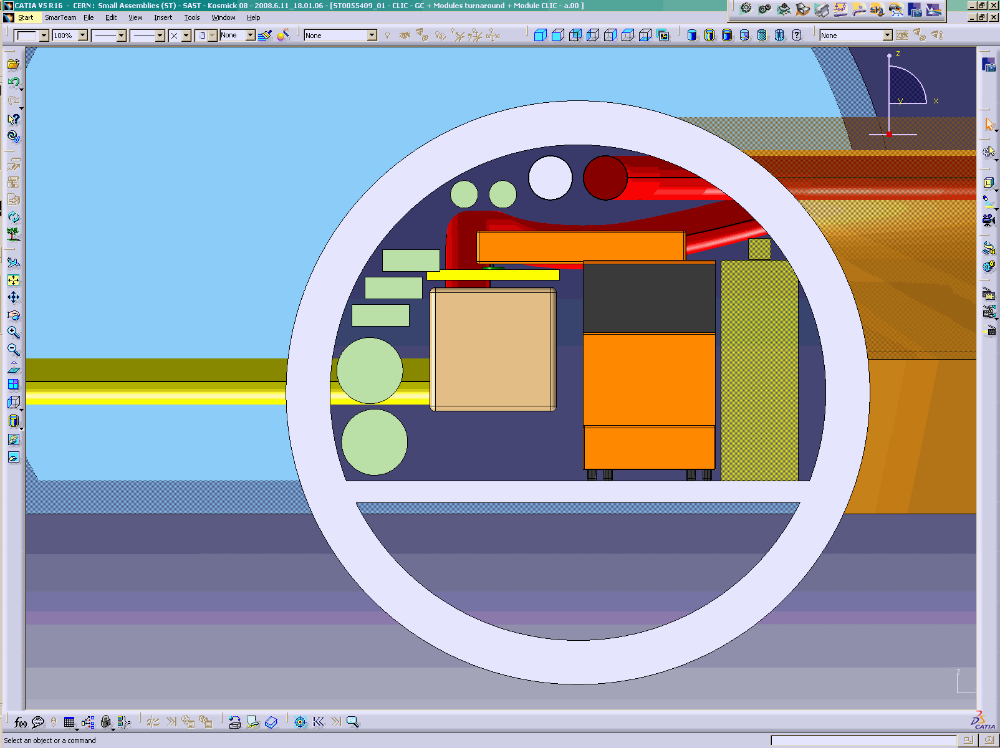 CATIA V5 R16 - CERN : Small Assemblies (ST) - SAST - Kosmick 08 - 2008.6.11_18.01.06 - [ST0055409_01 - CLIC - GC + Modules turnaround + Module CLIC - a.00 ]
Start SmarTeam File Edit View Insert Tools Window Help
100% None None None
z
y x
z
f(x)
DS CATIA
Select an object or a command